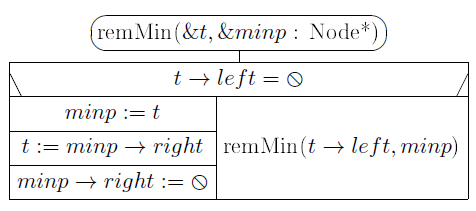 remMin(&t, &minp : Node*)
t → left = ⦸
minp := t
t := minp → right
minp → right := ⦸
remMin(t → left, minp)